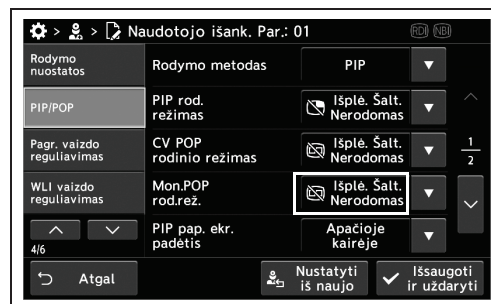 > > Naudotojo išank. Par.: 01 RDI NBI
Rodymo
nuostatos
Rodymo metodas PIP
PIP/POP
PIP rod.
režimas
Išplė. Šalt.
Nerodomas
Pagr. vaizdo
reguliavimas
CV POP
rodinio režimas
Išplė. Šalt.
Nerodomas
1
2
WLI vaizdo
reguliavimas
Mon.POP
rod.rež.
Išplė. Šalt.
Nerodomas
4/6
PIP pap. ekr.
padėtis
Apačioje
kairėje
Atgal
Nustatyti
iš naujo
Išsaugoti
ir uždaryti